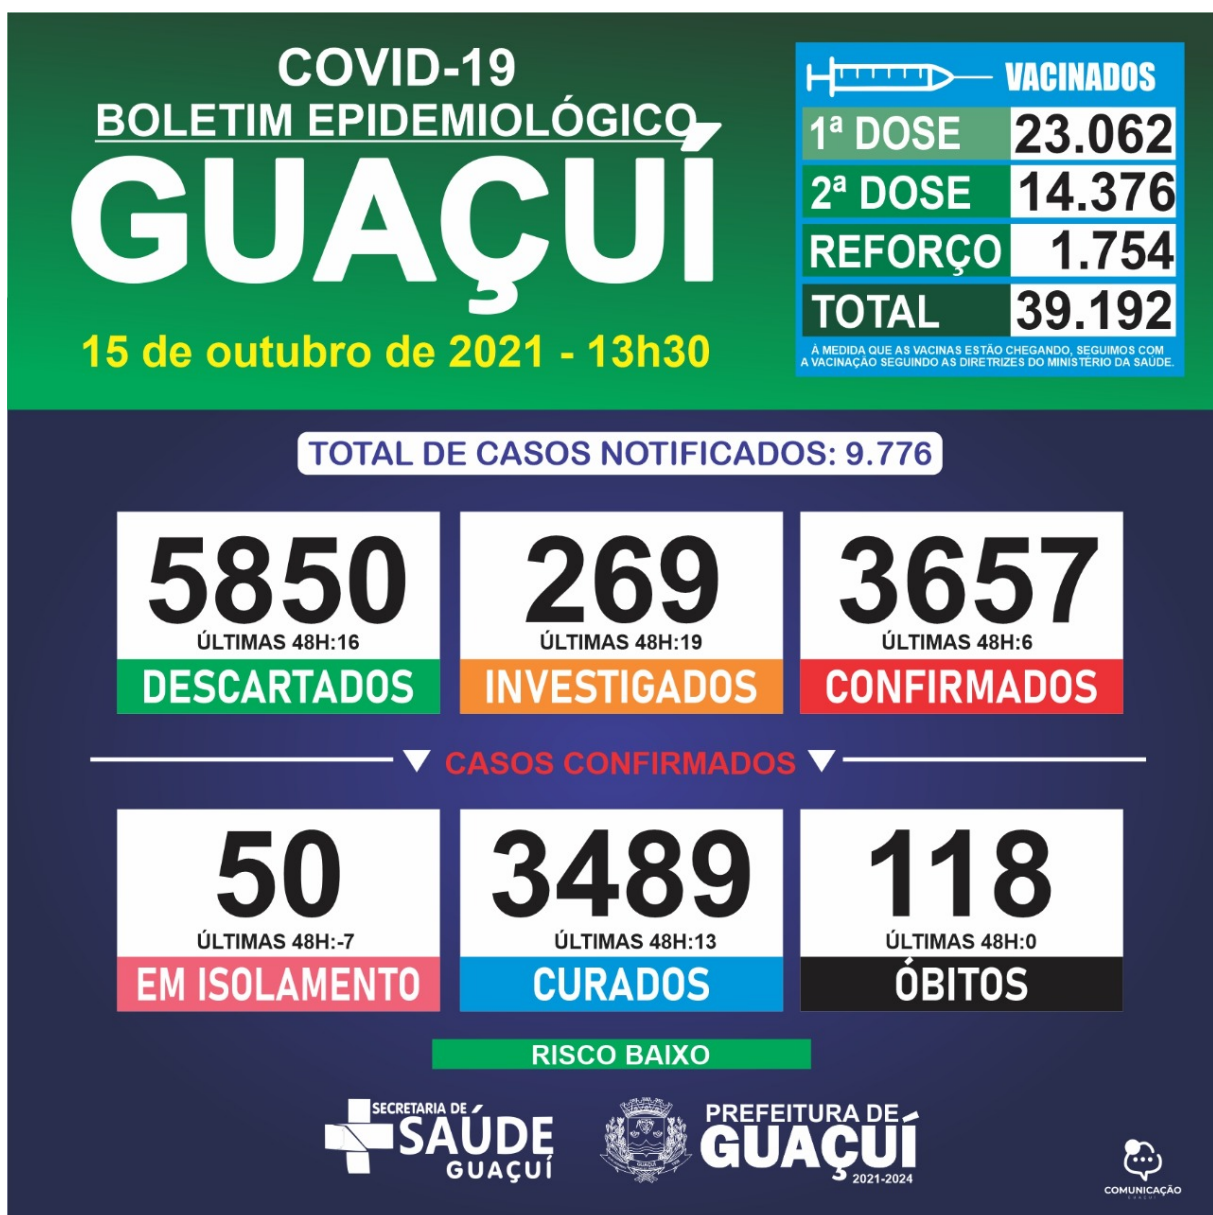 COVID-19
BOLETIM EPIDEMIOLÓGICO
GUAÇUÍ
15 de outubro de 2021 - 13h30
VACINADOS
1ª DOSE 23.062
2ª DOSE 14.376
REFORÇO 1.754
TOTAL 39.192
À MEDIDA QUE AS VACINAS ESTÃO CHEGANDO, SEGUIMOS COM
A VACINAÇÃO SEGUINDO AS DIRETRIZES DO MINISTÉRIO DA SAÚDE.
TOTAL DE CASOS NOTIFICADOS: 9.776
5850
ÚLTIMAS 48H:16
DESCARTADOS
269
ÚLTIMAS 48H:19
INVESTIGADOS
3657
ÚLTIMAS 48H:6
CONFIRMADOS
CASOS CONFIRMADOS
50
ÚLTIMAS 48H:-7
EM ISOLAMENTO
3489
ÚLTIMAS 48H:13
CURADOS
118
ÚLTIMAS 48H:0
ÓBITOS
RISCO BAIXO
SECRETARIA DE
SAÚDE
GUAÇUÍ
PREFEITURA DE
GUAÇUÍ
2021-2024
COMUNICAÇÃO